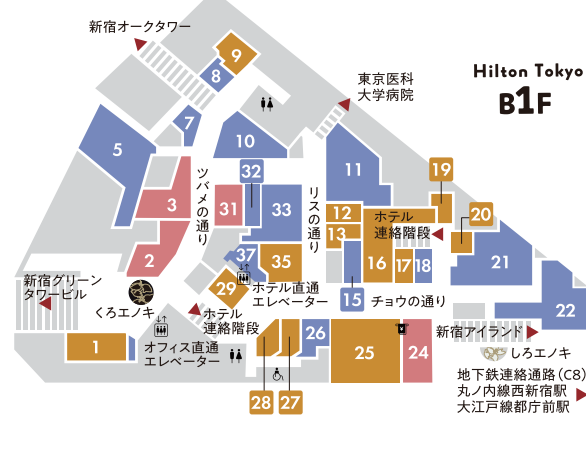 新宿オークタワー
9
8
東京医科
大学病院
Hilton Tokyo
B1F
7
5
10
11
32
19
ツバメの通り
3
31
33
リスの通り
12
13
ホテル
連絡階段
20
2
37
35
16
17
18
21
新宿グリーン
タワービル
くろエノキ
29
ホテル直通
エレベーター
15
チョウの通り
22
ホテル
連絡階段
新宿アイランド
1
オフィス直通
エレベーター
26
25
24
しろエノキ
28
27
地下鉄連絡通路(C8)
丸ノ内線西新宿駅
大江戸線都庁前駅